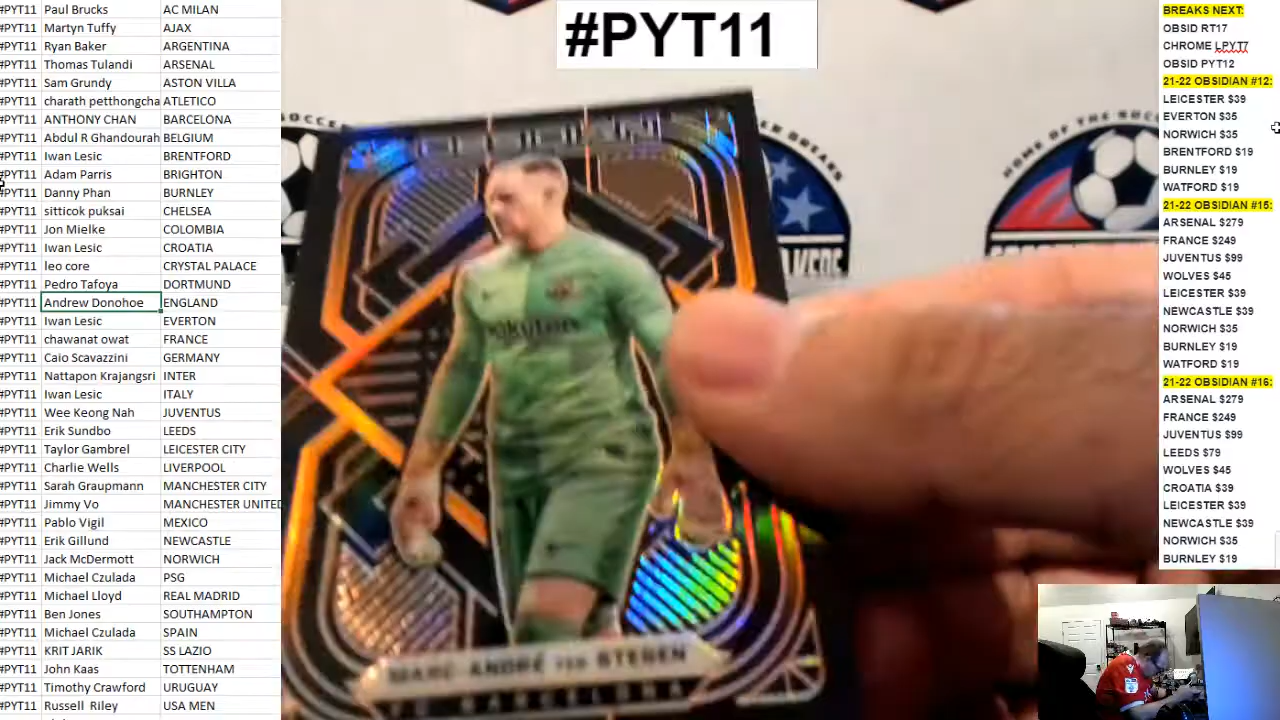 #PYT11 Paul Brucks AC MILAN
#PYT11 Martyn Tuffy AJAX
#PYT11 Ryan Baker ARGENTINA
#PYT11 Thomas Tulandi ARSENAL
#PYT11 Sam Grundy ASTON VILLA
#PYT11 charath petthongcha ATLETICO
#PYT11 ANTHONY CHAN BARCELONA
#PYT11 Abdul R Ghandourah BELGIUM
#PYT11 Iwan Lesic BRENTFORD
#PYT11 Adam Parris BRIGHTON
#PYT11 Danny Phan BURNLEY
#PYT11 sitticok puksai CHELSEA
#PYT11 Jon Mielke COLOMBIA
#PYT11 Iwan Lesic CROATIA
#PYT11 leo core CRYSTAL PALACE
#PYT11 Pedro Tafoya DORTMUND
#PYT11 Andrew Donohoe ENGLAND
#PYT11 Iwan Lesic EVERTON
#PYT11 chawanat owat FRANCE
#PYT11 Caio Scavazzini GERMANY
#PYT11 Nattapon Krajangsri INTER
#PYT11 Iwan Lesic ITALY
#PYT11 Wee Keong Nah JUVENTUS
#PYT11 Erik Sundbo LEEDS
#PYT11 Taylor Gambrel LEICESTER CITY
#PYT11 Charlie Wells LIVERPOOL
#PYT11 Sarah Graupmann MANCHESTER CITY
#PYT11 Jimmy Vo MANCHESTER UNITED
#PYT11 Pablo Vigil MEXICO
#PYT11 Erik Gillund NEWCASTLE
#PYT11 Jack McDermott NORWICH
#PYT11 Michael Czulada PSG
#PYT11 Michael Lloyd REAL MADRID
#PYT11 Ben Jones SOUTHAMPTON
#PYT11 Michael Czulada SPAIN
#PYT11 KRIT JARIK SS LAZIO
#PYT11 John Kaas TOTTENHAM
#PYT11 Timothy Crawford URUGUAY
#PYT11 Russell Riley USA MEN
#PYT11
HOME OF THE SOCCER
MARC-ANDRÉ TER STEGEN
FC BARCELONA
BREAKS NEXT:
OBSID RT17
CHROME LPYT7
OBSID PYT12
21-22 OBSIDIAN #12:
LEICESTER $39
EVERTON $35
NORWICH $35
BRENTFORD $19
BURNLEY $19
WATFORD $19
21-22 OBSIDIAN #15:
ARSENAL $279
FRANCE $249
JUVENTUS $99
WOLVES $45
LEICESTER $39
NEWCASTLE $39
NORWICH $35
BURNLEY $19
WATFORD $19
21-22 OBSIDIAN #16:
ARSENAL $279
FRANCE $249
JUVENTUS $99
LEEDS $79
WOLVES $45
CROATIA $39
LEICESTER $39
NEWCASTLE $39
NORWICH $35
BURNLEY $19